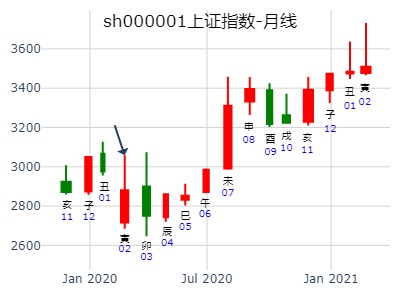 sh000001上证指数-月线
3600
3400
3200
3000
2800
2600
亥
11
子
12
丑
01
寅
02
卯
03
辰
04
巳
05
午
06
未
07
申
08
酉
09
戌
10
亥
11
子
12
丑
01
寅
02
Jan 2020
Jul 2020
Jan 2021